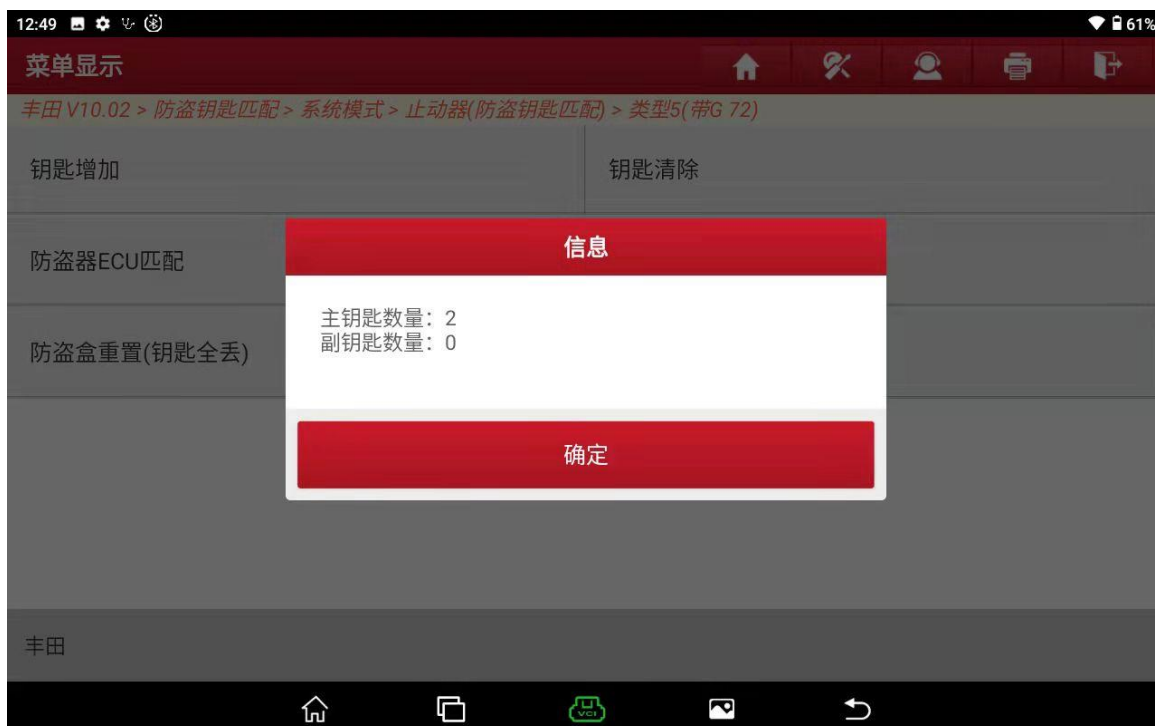 12:49
61%
菜单显示
丰田 V10.02 > 防盗钥匙匹配 > 系统模式 > 止动器(防盗钥匙匹配) > 类型5(带G 72)
钥匙增加
钥匙清除
防盗器ECU匹配
信息
主钥匙数量：2
副钥匙数量：0
防盗盒重置(钥匙全丢)
确定
丰田
VCI